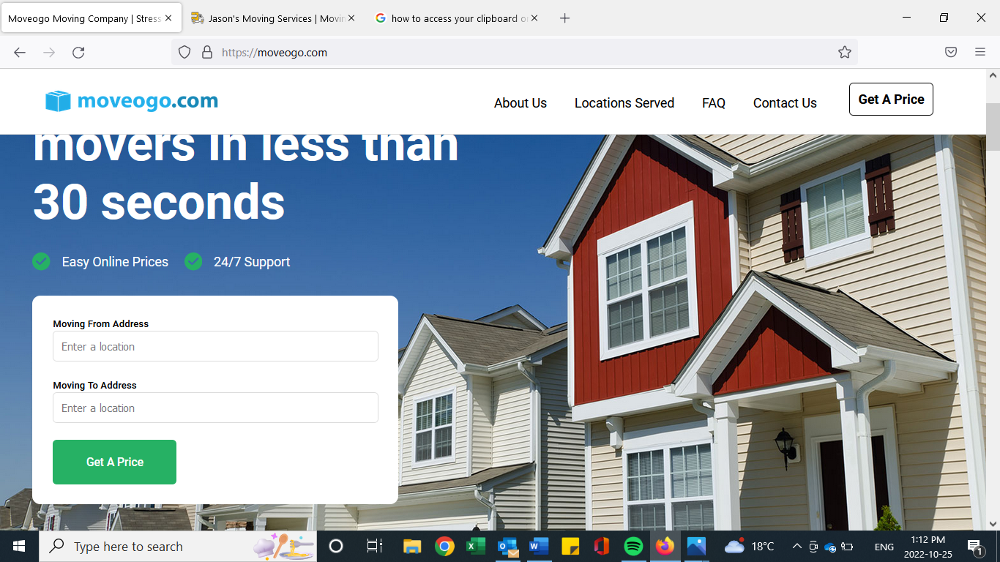 Moveogo Moving Company | Stress
Jason's Moving Services | Movin
how to access your clipboard o
https://moveogo.com
moveogo.com
About Us
Locations Served
FAQ
Contact Us
Get A Price
movers in less than
30 seconds
Easy Online Prices
24/7 Support
Moving From Address
Enter a location
Moving To Address
Enter a location
Get A Price
Type here to search
18°C
ENG
1:12 PM
2022-10-25
1